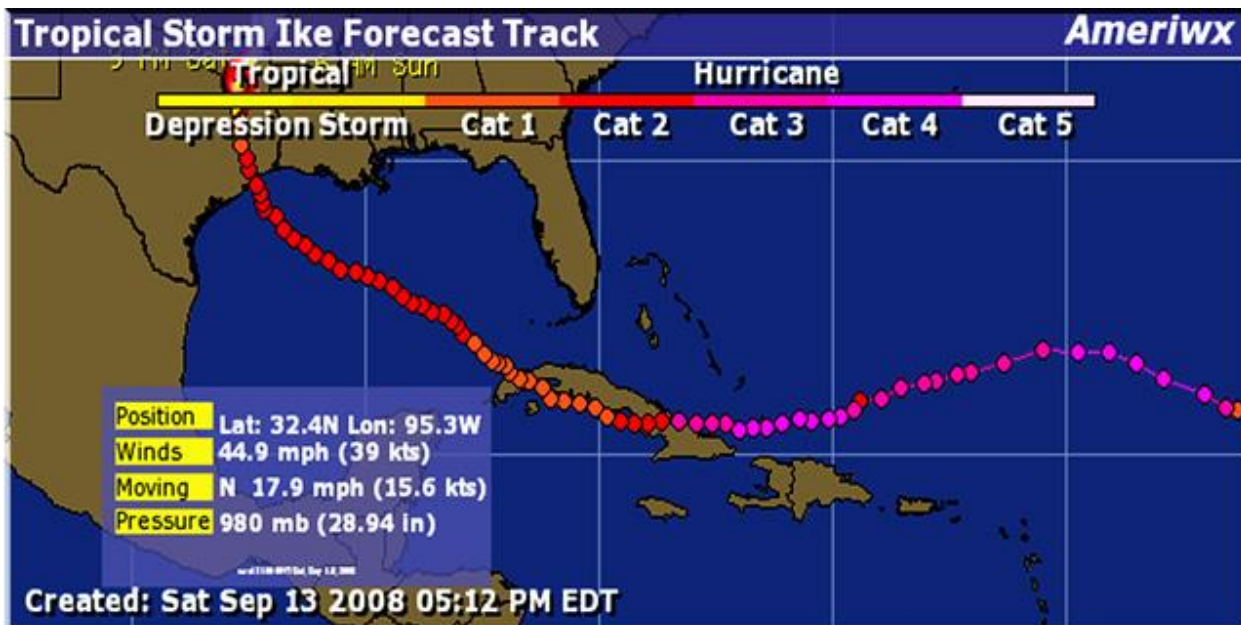 Tropical Storm Ike Forecast Track
Ameriwx
Tropical
Hurricane
Depression Storm
Cat 1
Cat 2
Cat 3
Cat 4
Cat 5
Position
Lat: 32.4N Lon: 95.3W
Winds
44.9 mph (39 kts)
Moving
N 17.9 mph (15.6 kts)
Pressure
980 mb (28.94 in)
Created: Sat Sep 13 2008 05:12 PM EDT